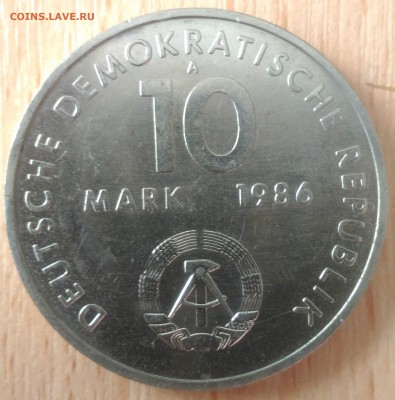 COINS.LAVE.RU
DEUTSCHE DEMOKRATISCHE REPUBLIK
A
10
MARK 1986